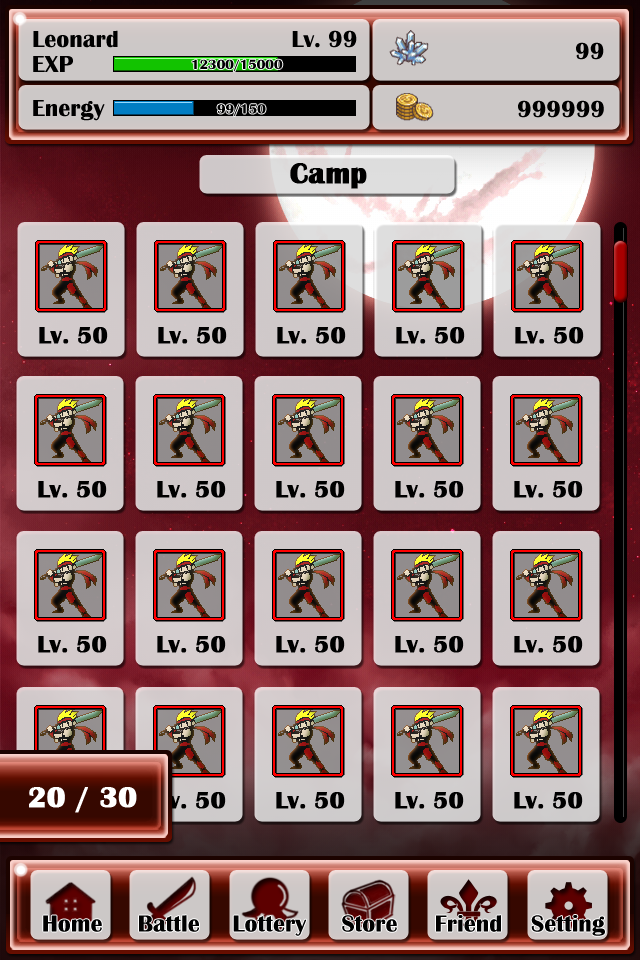 Leonard Lv. 99
EXP 12300/15000
99
Energy 99/150
999999
Camp
Lv. 50 Lv. 50 Lv. 50 Lv. 50 Lv. 50
Lv. 50 Lv. 50 Lv. 50 Lv. 50 Lv. 50
Lv. 50 Lv. 50 Lv. 50 Lv. 50 Lv. 50
v. 50 Lv. 50 Lv. 50 Lv. 50
20 / 30
Home Battle Lottery Store Friend Setting